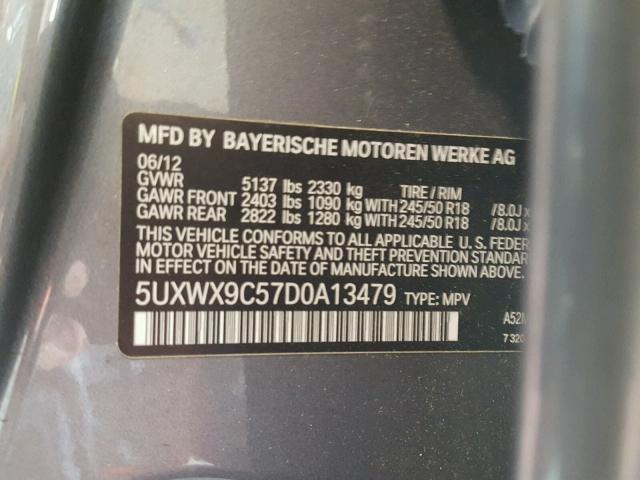 MFD BY BAYERISCHE MOTOREN WERKE AG
06/12
GVWR 5137 lbs 2330 kg TIRE / RIM
GAWR FRONT 2403 lbs 1090 kg WITH 245/50 R18 /8.0J x
GAWR REAR 2822 lbs 1280 kg WITH 245/50 R18 /8.0J x
THIS VEHICLE CONFORMS TO ALL APPLICABLE U. S. FEDER
MOTOR VEHICLE SAFETY AND THEFT PREVENTION STANDARD
IN EFFECT ON THE DATE OF MANUFACTURE SHOWN ABOVE.
5UXWX9C57D0A13479 TYPE: MPV
A52
7320